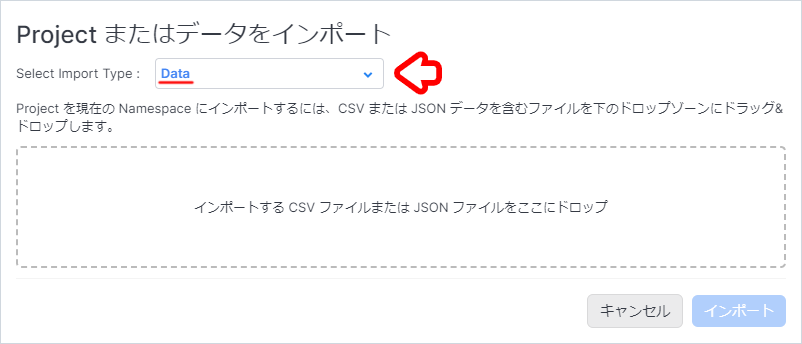 Project またはデータをインポート
Select Import Type : Data
Project を現在の Namespace にインポートするには、CSV または JSON データを含むファイルを下のドロップゾーンにドラッグ&
ドロップします。
インポートする CSV ファイルまたは JSON ファイルをここにドロップ
キャンセル インポート